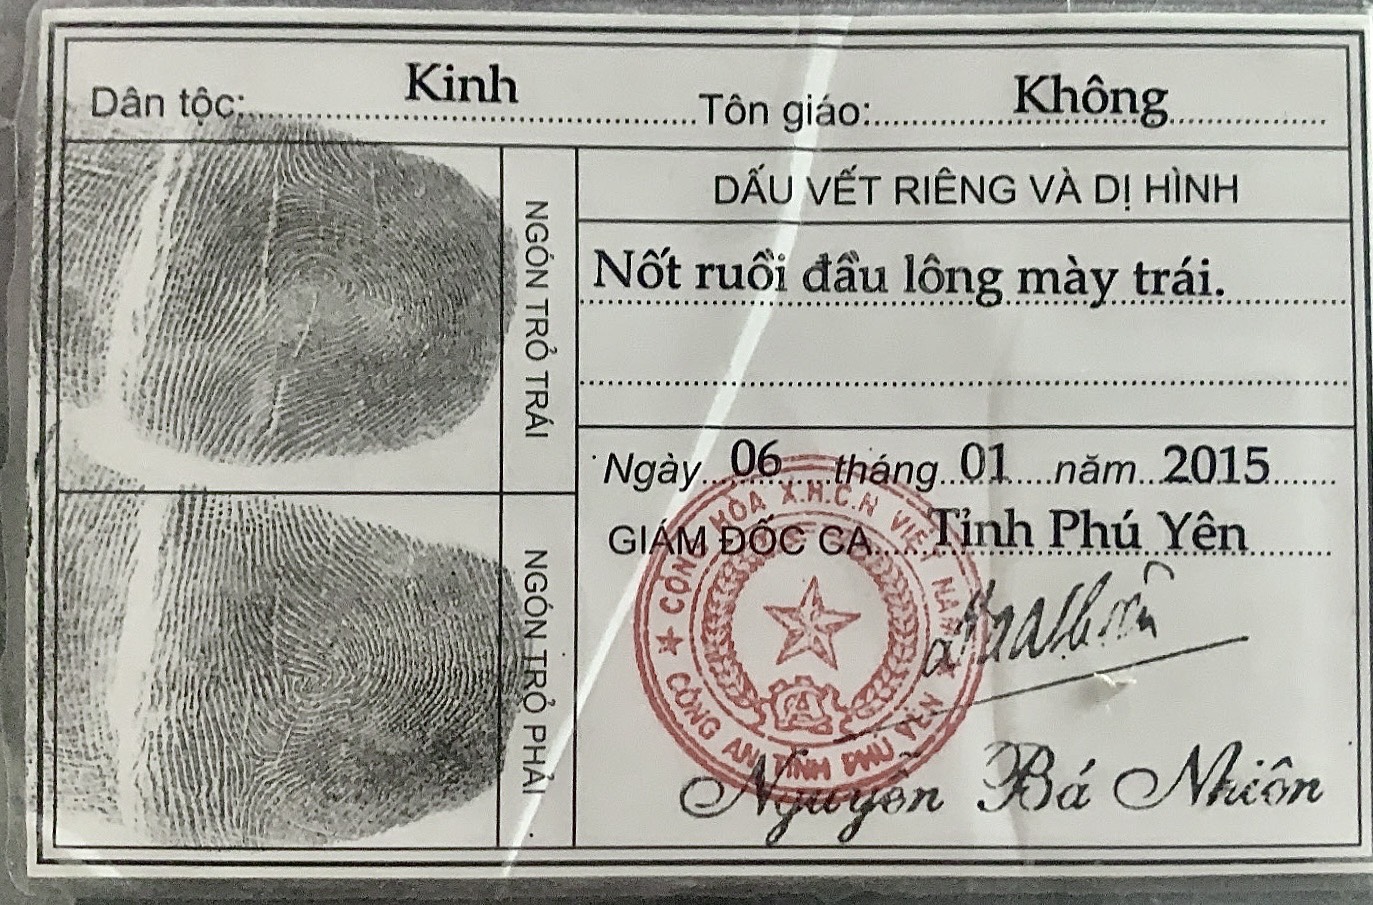 Dân tộc: Kinh Tôn giáo: Không
NGÓN TRỎ TRÁI
DẤU VẾT RIÊNG VÀ DỊ HÌNH
Nốt ruồi đầu lông mày trái.
Ngày 06 tháng 01 năm 2015
GIÁM ĐỐC CA Tỉnh Phú Yên
CỘNG HÒA X.H.C.N VIỆT NAM
CÔNG AN TỈNH PHÚ YÊN
NGÓN TRỎ PHẢI
Nguyễn Bá Nhiên